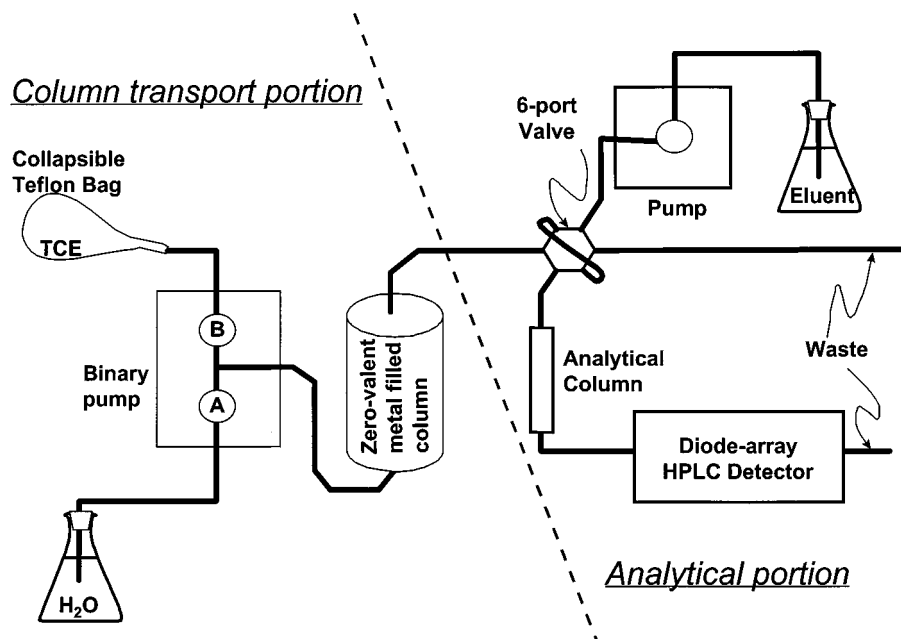 Column transport portion
Collapsible
Teflon Bag
TCE
B
A
Binary
pump
H₂O
Zero-valent
metal filled
column
6-port
Valve
Pump
Eluent
Waste
Analytical
Column
Diode-array
HPLC Detector
Analytical portion